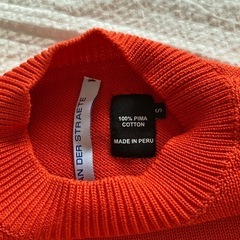 AN DER STRAETE
S
100% PIMA
COTTON
MADE IN PERU